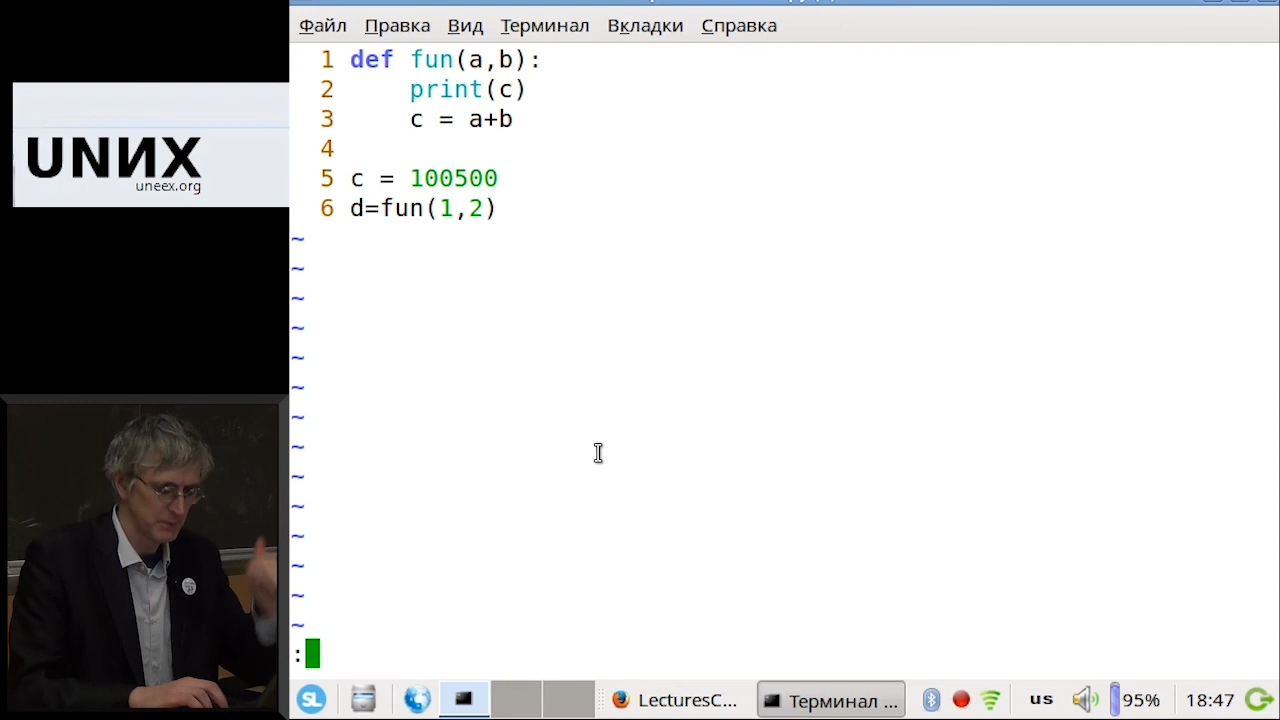 UNИX
uneex.org
Файл Правка Вид Терминал Вкладки Справка
1 def fun(a,b):
2     print(c)
3     c = a+b
4
5 c = 100500
6 d=fun(1,2)
~
~
~
~
~
~
~
~
~
~
~
~
~
~
:
SL LecturesC... Терминал ... us 95% 18:47